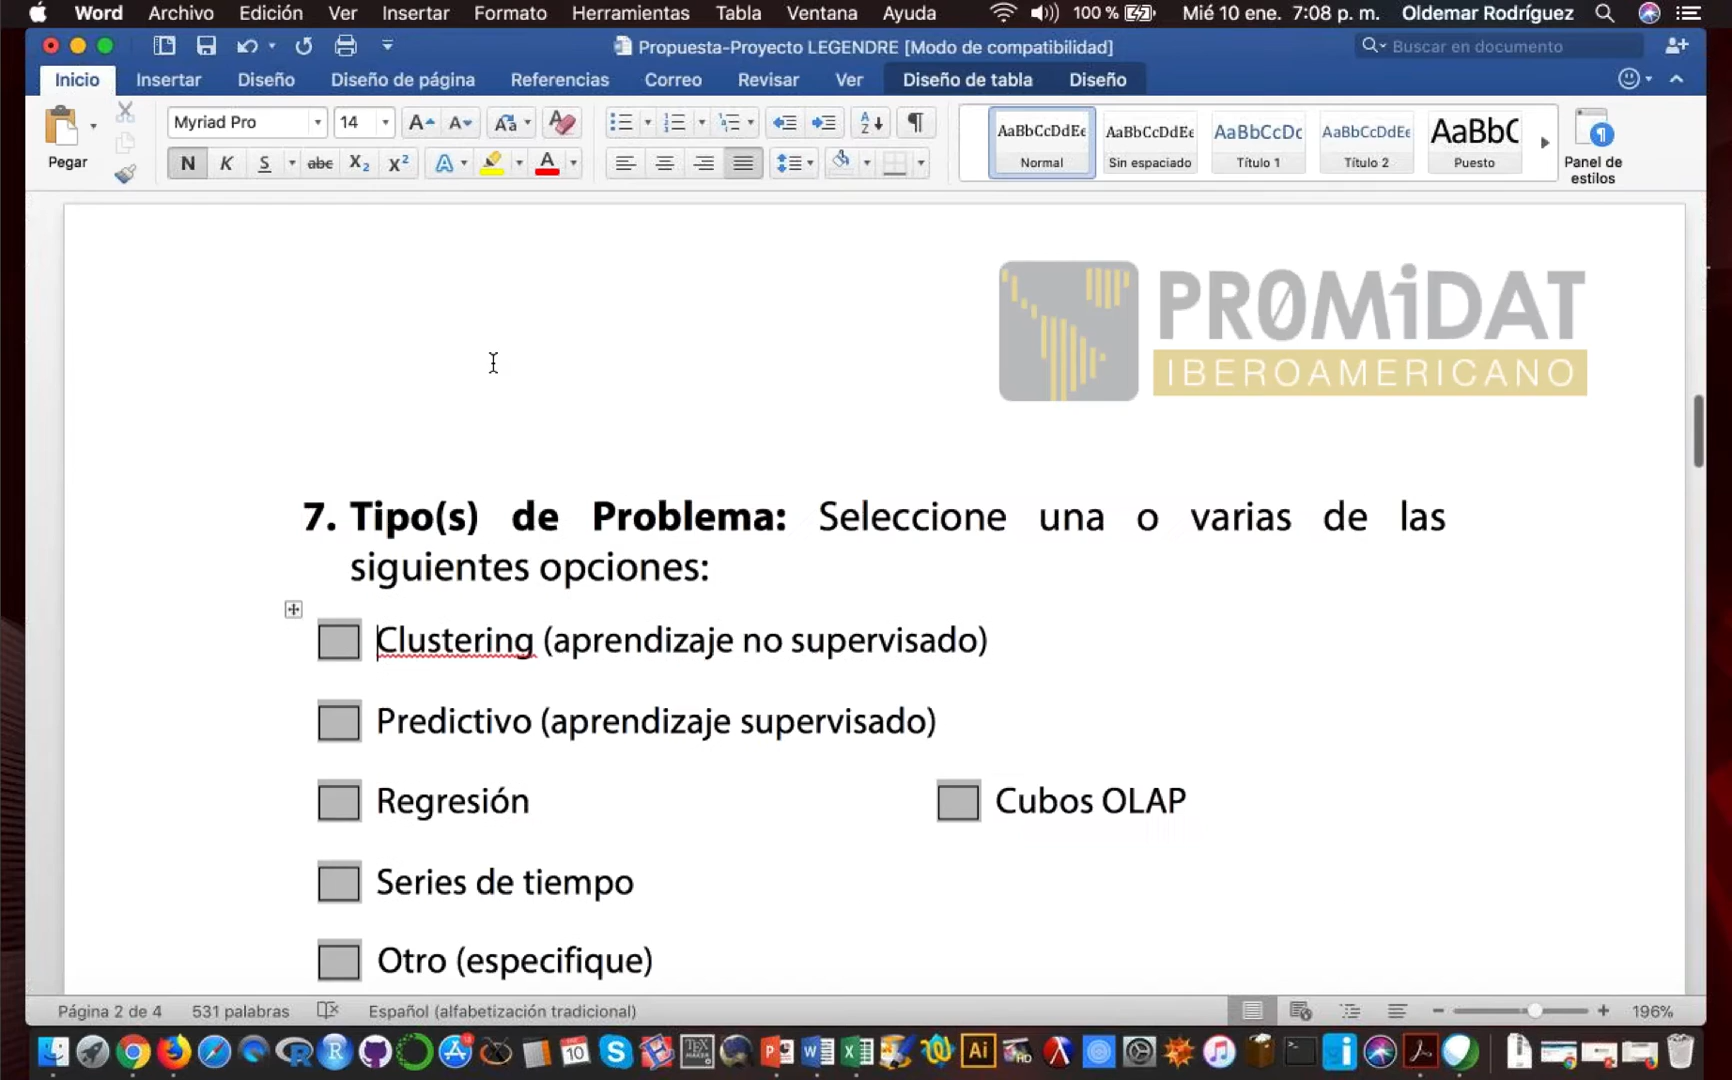 Word Archivo Edición Ver Insertar Formato Herramientas Tabla Ventana Ayuda 100 % Mié 10 ene. 7:08 p. m. Oldemar Rodríguez
Propuesta-Proyecto LEGENDRE [Modo de compatibilidad] Buscar en documento
Inicio Insertar Diseño Diseño de página Referencias Correo Revisar Ver Diseño de tabla Diseño
Myriad Pro 14
AaBbCcDdEe AaBbCcDdEe AaBbCcDc AaBbCcDdEe AaBbC
Pegar Normal Sin espaciado Título 1 Título 2 Puesto Panel de
estilos
N K S abc X₂ X² A A
PR0MiDAT
IBEROAMERICANO
7. Tipo(s) de Problema: Seleccione una o varias de las
siguientes opciones:
Clustering (aprendizaje no supervisado)
Predictivo (aprendizaje supervisado)
Regresión Cubos OLAP
Series de tiempo
Otro (especifique)
Página 2 de 4 531 palabras Español (alfabetización tradicional) 196%